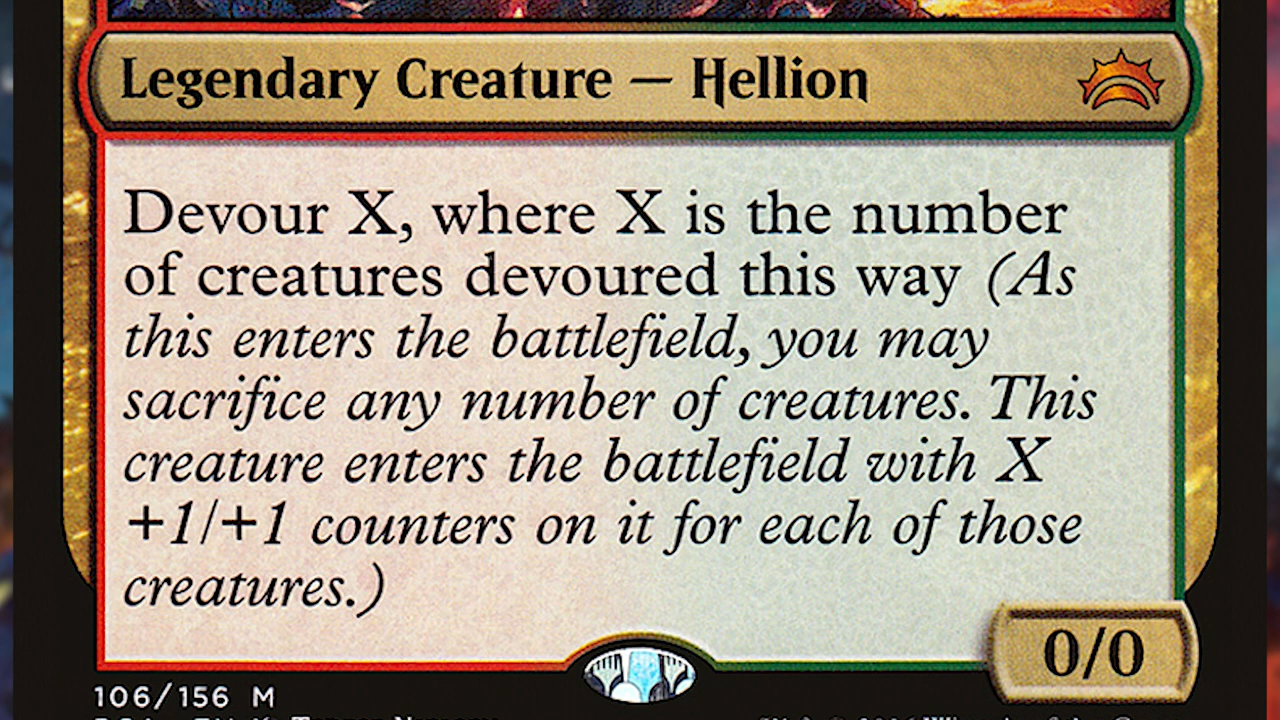 Legendary Creature — Hellion
Devour X, where X is the number
of creatures devoured this way (As
this enters the battlefield, you may
sacrifice any number of creatures. This
creature enters the battlefield with X
+1/+1 counters on it for each of those
creatures.)
0/0
106/156 M